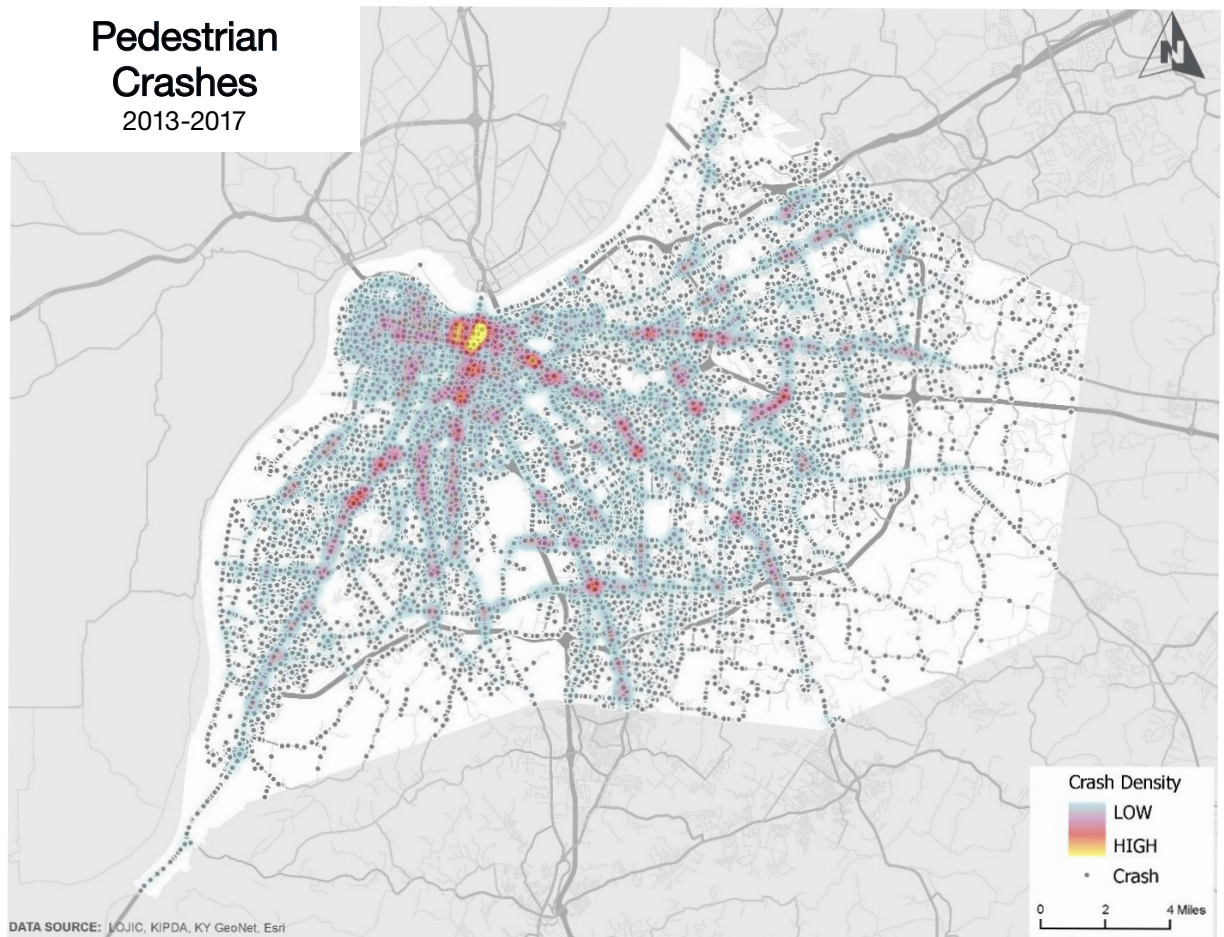 Pedestrian
Crashes
2013-2017
N
Crash Density
LOW
HIGH
Crash
0 2 4 Miles
DATA SOURCE: LOJIC, KIPDA, KY GeoNet, Esri